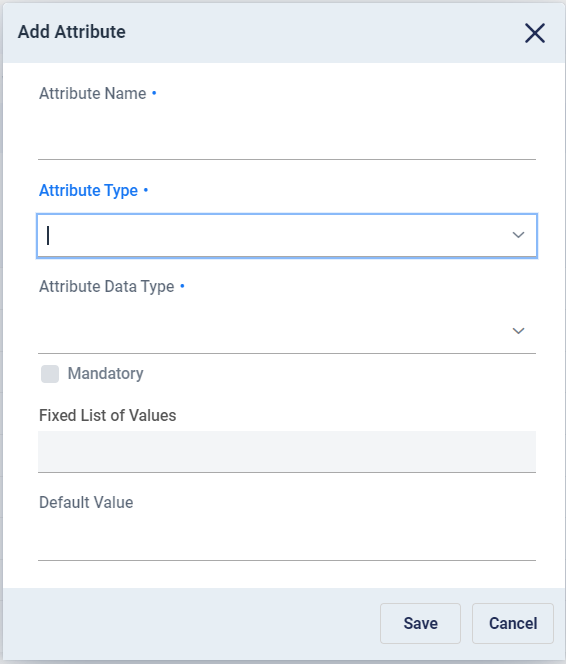 Add Attribute
Attribute Name •
Attribute Type •
Attribute Data Type •
Mandatory
Fixed List of Values
Default Value
Save Cancel